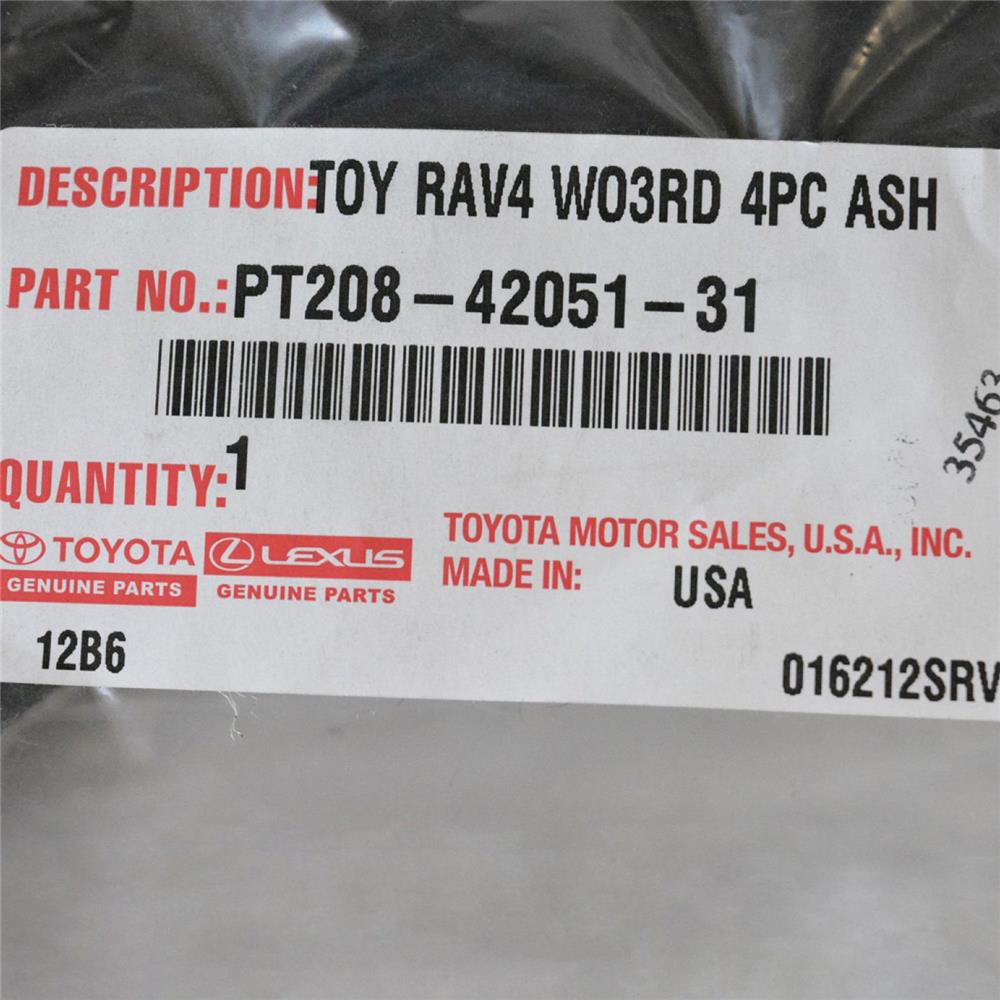 DESCRIPTION: TOY RAV4 WO3RD 4PC ASH
PART NO.: PT208-42051-31
35463
QUANTITY: 1
TOYOTA LEXUS
GENUINE PARTS GENUINE PARTS
TOYOTA MOTOR SALES, U.S.A., INC.
MADE IN: USA
12B6
016212SRV